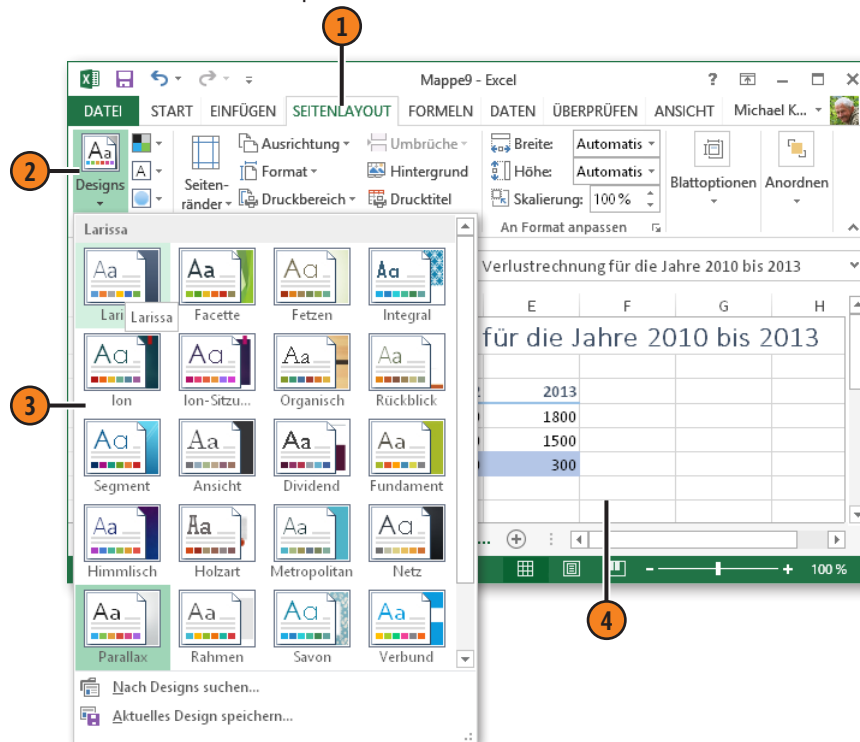 1
Mappe9 - Excel
DATEI START EINFÜGEN SEITENLAYOUT FORMELN DATEN ÜBERPRÜFEN ANSICHT Michael K...
2
Designs
Aa
A
Seiten-
ränder
Ausrichtung
Format
Druckbereich
Umbrüche
Hintergrund
Drucktitel
Breite: Automatis
Höhe: Automatis
Skalierung: 100 %
An Format anpassen
Blattoptionen
Anordnen
Larissa
Verlustrechnung für die Jahre 2010 bis 2013
Aa Aa Aa Aa
Lari Facette Fetzen Integral
Larissa
Aa Aa Aa Aa
Ion Ion-Sitzu... Organisch Rückblick
3
Aa Aa Aa Aa
Segment Ansicht Dividend Fundament
Aa Aa Aa Aa
Himmlisch Holzart Metropolitan Netz
Aa Aa Aa Aa
Parallax Rahmen Savon Verbund
Nach Designs suchen...
Aktuelles Design speichern...
E F G H
für die Jahre 2010 bis 2013
2013
1800
1500
300
...
100 %
4